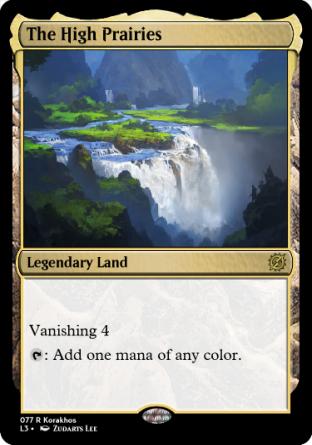 The High Prairies
Legendary Land
Vanishing 4
: Add one mana of any color.
077 R Korakhos
L3 • Zudarts Lee